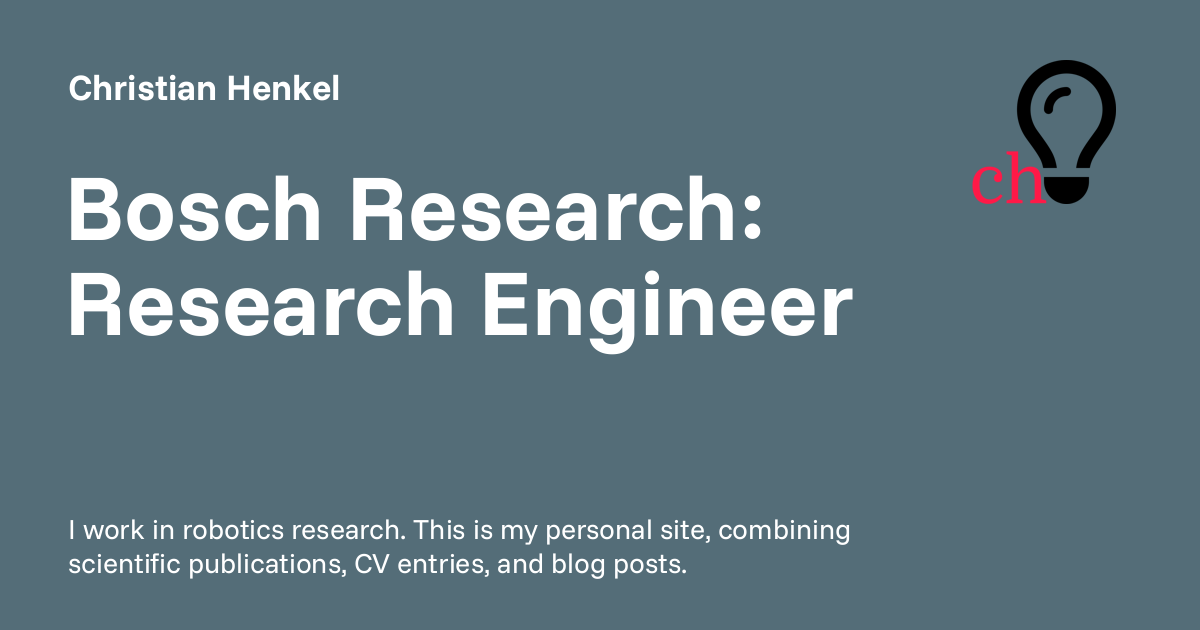 Christian Henkel
ch
Bosch Research:
Research Engineer
I work in robotics research. This is my personal site, combining
scientific publications, CV entries, and blog posts.